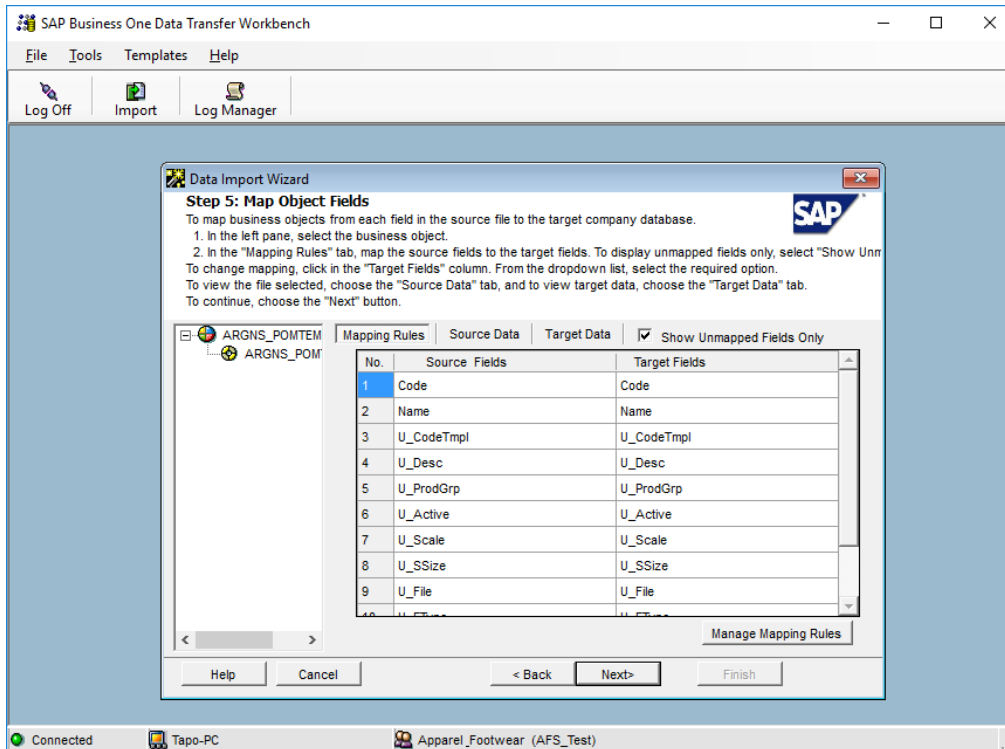 SAP Business One Data Transfer Workbench
File Tools Templates Help
Log Off Import Log Manager
Data Import Wizard
Step 5: Map Object Fields
SAP
To map business objects from each field in the source file to the target company database.
1. In the left pane, select the business object.
2. In the "Mapping Rules" tab, map the source fields to the target fields. To display unmapped fields only, select "Show Unm
To change mapping, click in the "Target Fields" column. From the dropdown list, select the required option.
To view the file selected, choose the "Source Data" tab, and to view target data, choose the "Target Data" tab.
To continue, choose the "Next" button.
ARGNS_POMTEM
ARGNS_POM
Mapping Rules Source Data Target Data Show Unmapped Fields Only
No. Source Fields Target Fields
1 Code Code
2 Name Name
3 U_CodeTmpl U_CodeTmpl
4 U_Desc U_Desc
5 U_ProdGrp U_ProdGrp
6 U_Active U_Active
7 U_Scale U_Scale
8 U_SSize U_SSize
9 U_File U_File
Manage Mapping Rules
Help Cancel < Back Next> Finish
Connected Tapo-PC Apparel_Footwear (AFS_Test)